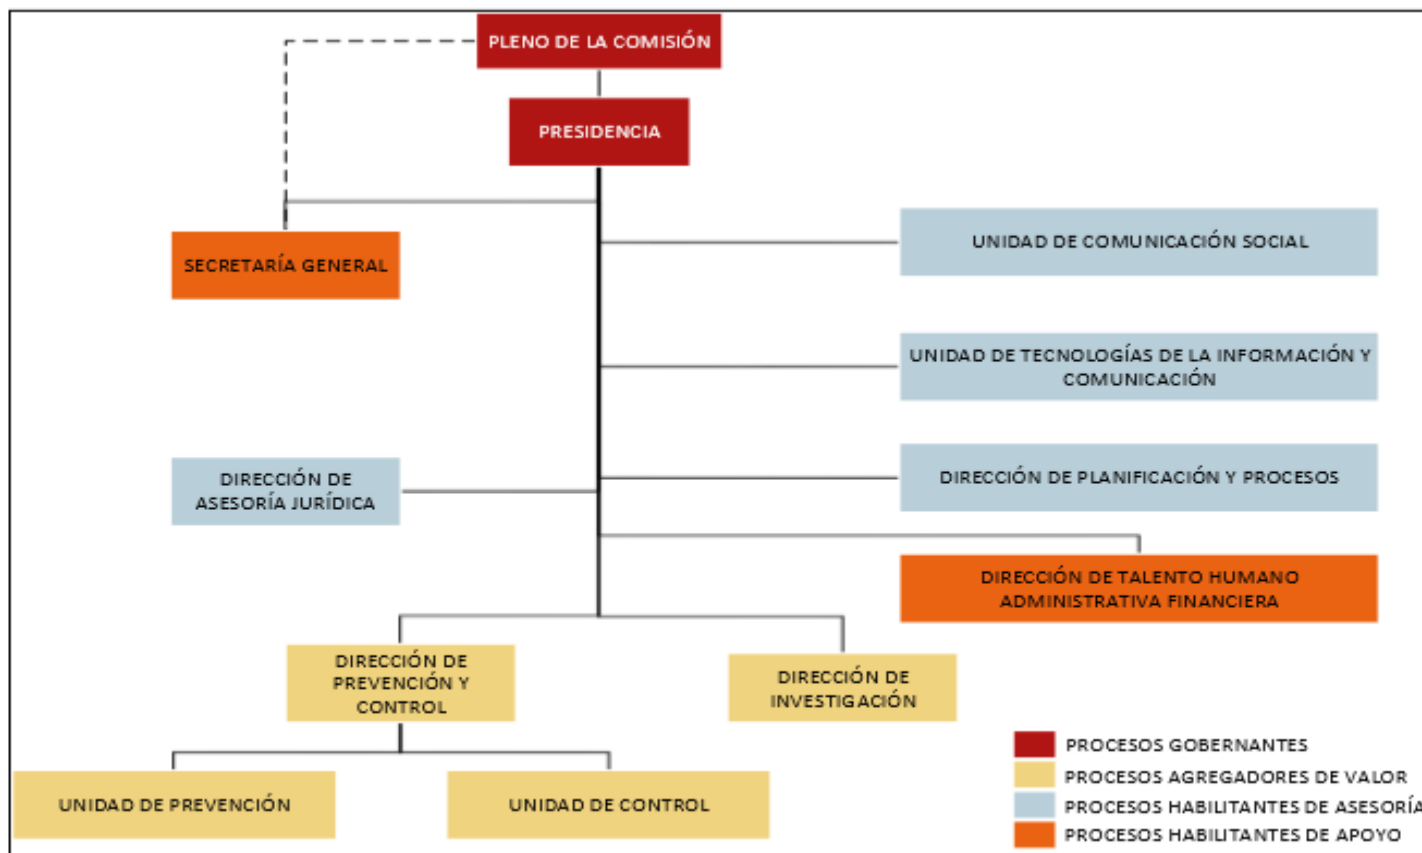 PLENO DE LA COMISIÓN
PRESIDENCIA
SECRETARÍA GENERAL
UNIDAD DE COMUNICACIÓN SOCIAL
UNIDAD DE TECNOLOGÍAS DE LA INFORMACIÓN Y
COMUNICACIÓN
DIRECCIÓN DE
ASESORÍA JURÍDICA
DIRECCIÓN DE PLANIFICACIÓN Y PROCESOS
DIRECCIÓN DE TALENTO HUMANO
ADMINISTRATIVA FINANCIERA
DIRECCIÓN DE
PREVENCIÓN Y
CONTROL
DIRECCIÓN DE
INVESTIGACIÓN
UNIDAD DE PREVENCIÓN
UNIDAD DE CONTROL
PROCESOS GOBERNANTES
PROCESOS AGREGADORES DE VALOR
PROCESOS HABILITANTES DE ASESORÍA
PROCESOS HABILITANTES DE APOYO